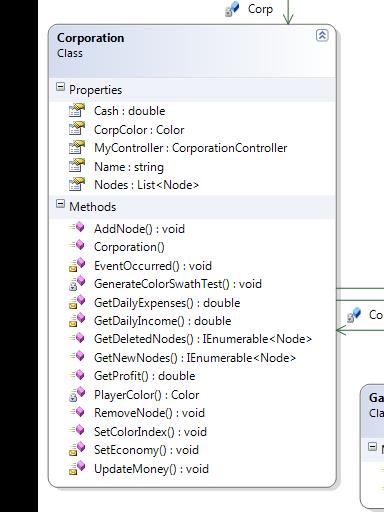 Corp
Corporation
Class
Properties
Cash : double
CorpColor : Color
MyController : CorporationController
Name : string
Nodes : List<Node>
Methods
AddNode() : void
Corporation()
EventOccurred() : void
GenerateColorSwathTest() : void
GetDailyExpenses() : double
GetDailyIncome() : double
GetDeletedNodes() : IEnumerable<Node>
GetNewNodes() : IEnumerable<Node>
GetProfit() : double
PlayerColor() : Color
RemoveNode() : void
SetColorIndex() : void
SetEconomy() : void
UpdateMoney() : void
Co
Ga
Cla